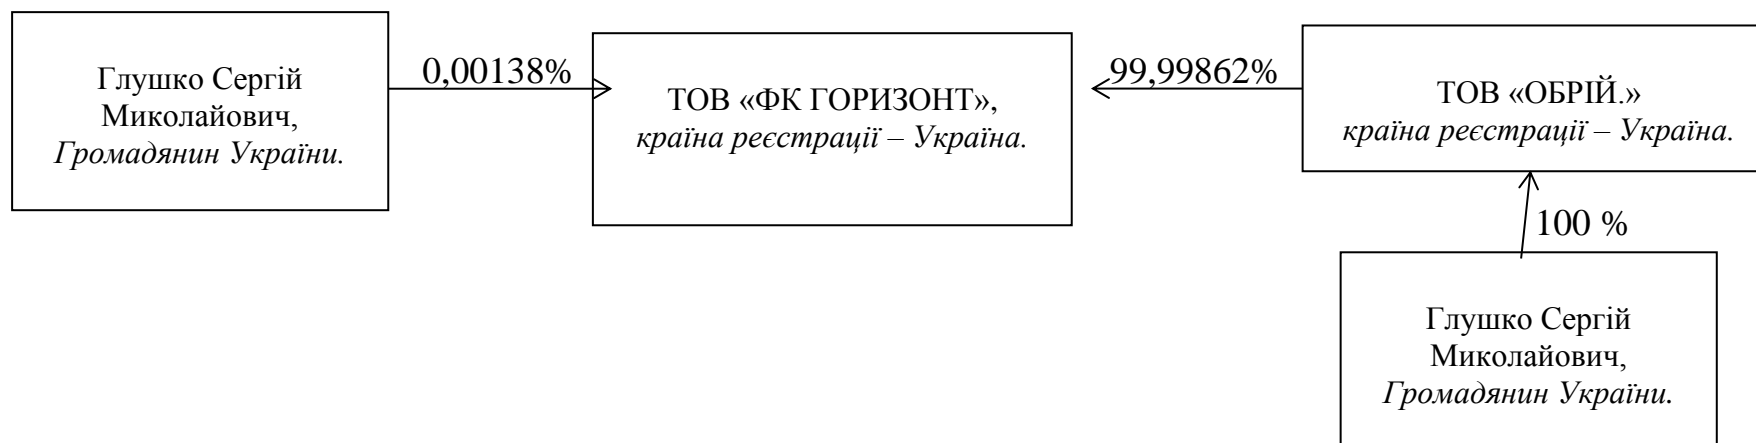 Глушко Сергій
Миколайович,
Громадянин України.
0,00138%
ТОВ «ФК ГОРИЗОНТ»,
країна реєстрації – Україна.
99,99862%
ТОВ «ОБРІЙ.»
країна реєстрації – Україна.
100 %
Глушко Сергій
Миколайович,
Громадянин України.